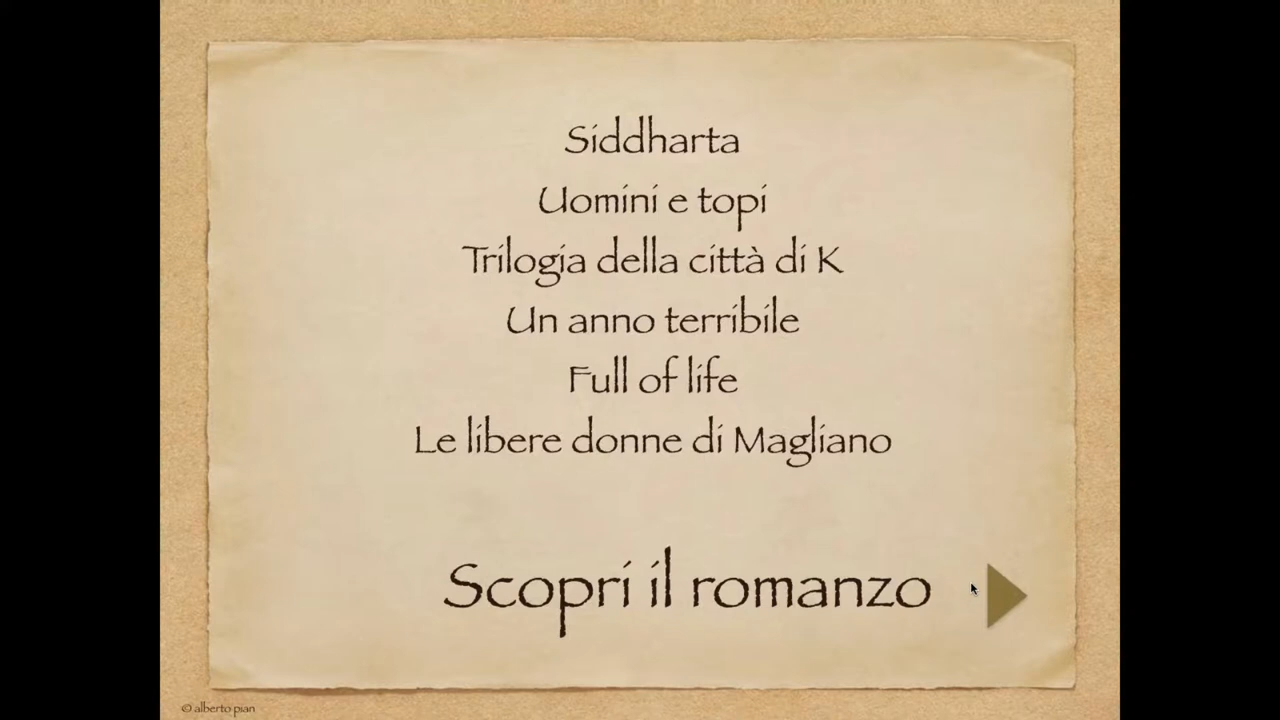 Siddharta
Uomini e topi
Trilogia della città di K
Un anno terribile
Full of life
Le libere donne di Magliano
Scopri il romanzo
© alberto pian